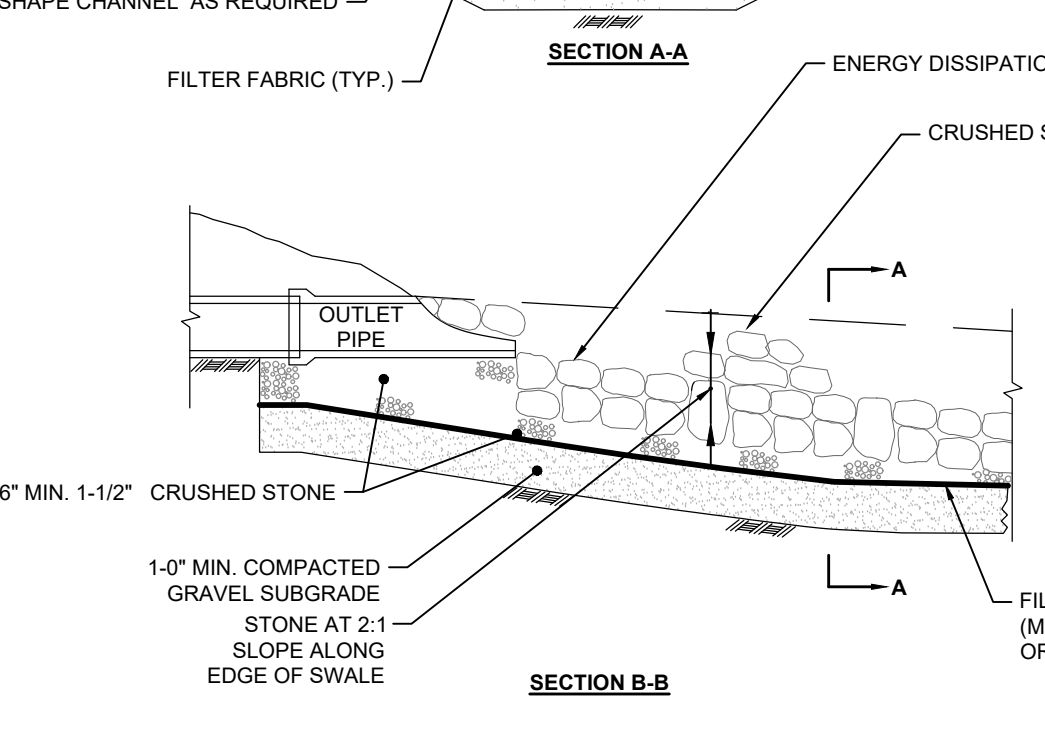 SHAPE CHANNEL AS REQUIRED
SECTION A-A
FILTER FABRIC (TYP.)
ENERGY DISSIPATIO
CRUSHED S
A
OUTLET
PIPE
6" MIN. 1-1/2" CRUSHED STONE
1-0" MIN. COMPACTED
GRAVEL SUBGRADE
STONE AT 2:1
SLOPE ALONG
EDGE OF SWALE
A
FIL
(M
OR
SECTION B-B